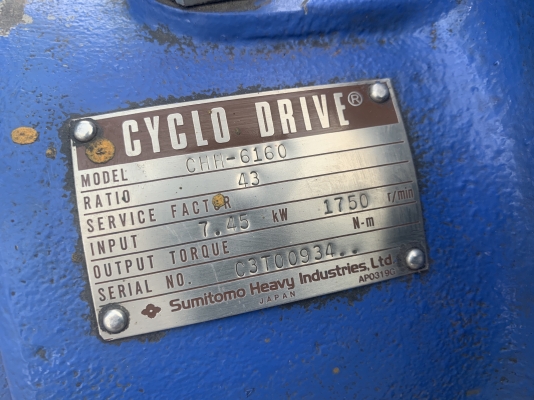 CYCLO DRIVE®
MODEL CHH-6160
RATIO 43
SERVICE FACTOR
INPUT 7.45 kW 1750 r/min
OUTPUT TORQUE N-m
SERIAL NO. C3T00934..
Sumitomo Heavy Industries, Ltd.
JAPAN AP0319C